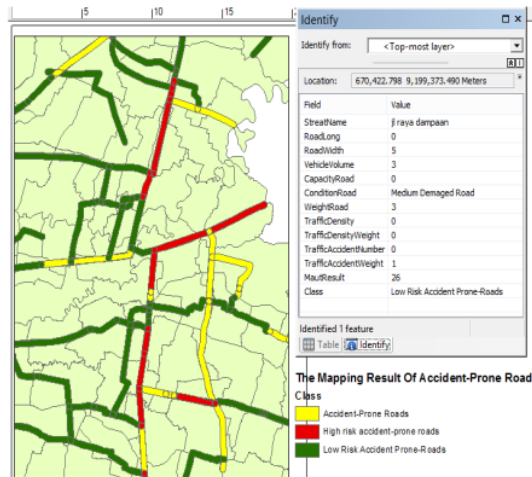 5
10
15
Identify
Identify from:
<Top-most layer>
Location:
670,422.798 9,199,373.490 Meters
Field Value
StreatName jl raya dampaan
RoadLong 0
RoadWidth 5
VehicleVolume 3
CapacityRoad 0
ConditionRoad Medium Damaged Road
WeightRoad 3
TrafficDensity 0
TrafficDensityWeight 0
TrafficAccidentNumber 0
TrafficAccidentWeight 1
MautResult 26
Class Low Risk Accident Prone-Roads
Identified 1 feature
Table Identify
The Mapping Result Of Accident-Prone Road
Class
Accident-Prone Roads
High risk accident-prone roads
Low Risk Accident Prone-Roads